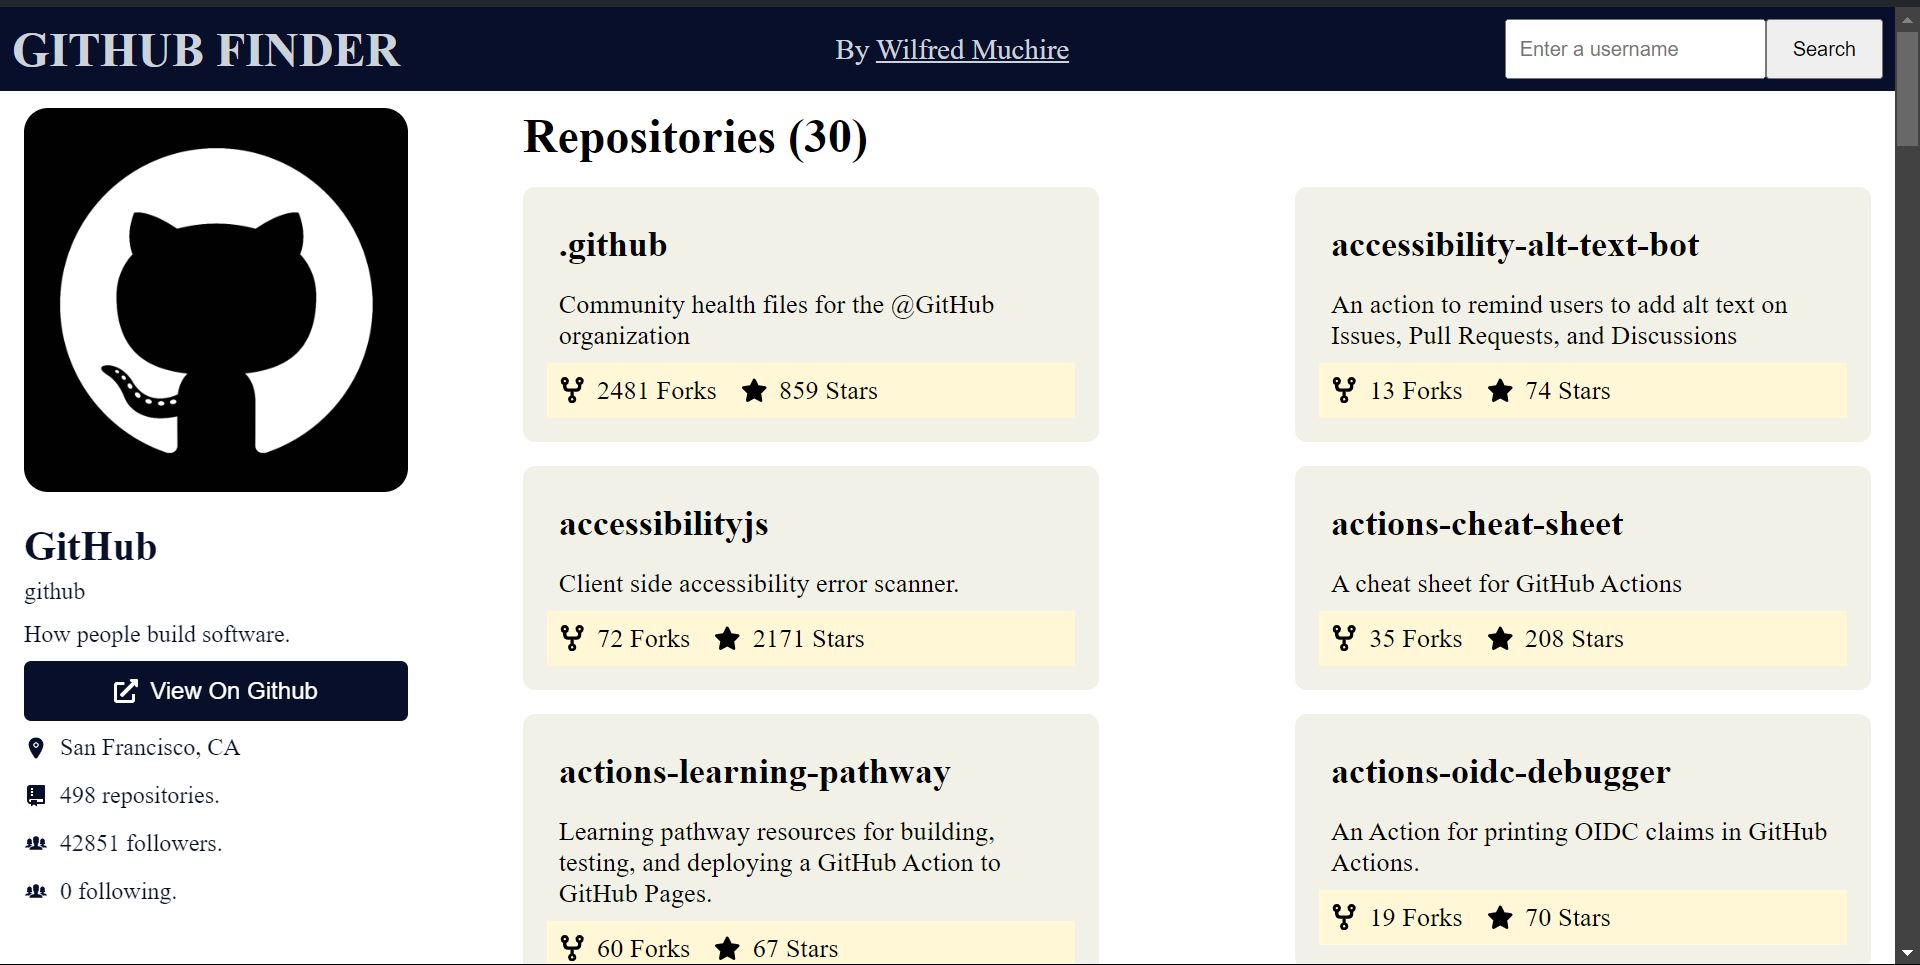 GITHUB FINDER
By Wilfred Muchire
Enter a username
Search
GitHub
github
How people build software.
View On Github
San Francisco, CA
498 repositories.
42851 followers.
0 following.
Repositories (30)
.github
Community health files for the @GitHub
organization
2481 Forks 859 Stars
accessibility-alt-text-bot
An action to remind users to add alt text on
Issues, Pull Requests, and Discussions
13 Forks 74 Stars
accessibilityjs
Client side accessibility error scanner.
72 Forks 2171 Stars
actions-cheat-sheet
A cheat sheet for GitHub Actions
35 Forks 208 Stars
actions-learning-pathway
Learning pathway resources for building,
testing, and deploying a GitHub Action to
GitHub Pages.
60 Forks 67 Stars
actions-oidc-debugger
An Action for printing OIDC claims in GitHub
Actions.
19 Forks 70 Stars